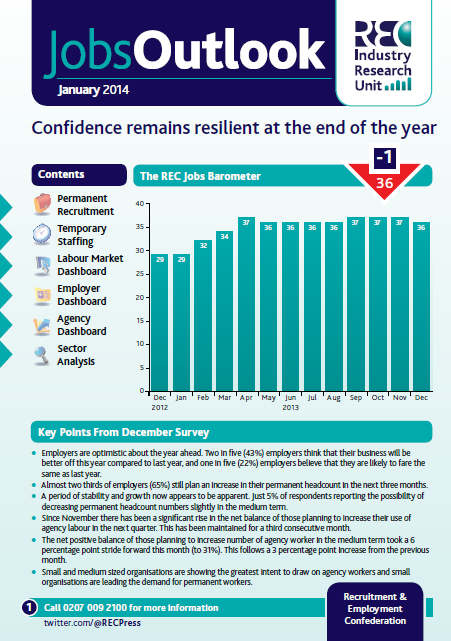 JobsOutlook
January 2014
REC
Industry
Research
Unit
Confidence remains resilient at the end of the year
Contents
Permanent
Recruitment
Temporary
Staffing
Labour Market
Dashboard
Employer
Dashboard
Agency
Dashboard
Sector
Analysis
The REC Jobs Barometer
-1
36
40
35
30
25
20
15
10
5
0
29 29 32 34 37 36 36 36 36 37 37 37 36
Dec Jan Feb Mar Apr May Jun Jul Aug Sep Oct Nov Dec
2012 2013
Key Points From December Survey
• Employers are optimistic about the year ahead. Two in five (43%) employers think that their business will be
better off this year compared to last year, and one in five (22%) employers believe that they are likely to fare the
same as last year.
• Almost two thirds of employers (65%) still plan an increase in their permanent headcount in the next three months.
• A period of stability and growth now appears to be apparent. Just 5% of respondents reporting the possibility of
decreasing permanent headcount numbers slightly in the medium term.
• Since November there has been a significant rise in the net balance of those planning to increase their use of
agency labour in the next quarter. This has been maintained for a third consecutive month.
• The net positive balance of those planning to increase number of agency worker in the medium term took a 6
percentage point stride forward this month (to 31%). This follows a 3 percentage point increase from the previous
month.
• Small and medium sized organisations are showing the greatest intent to draw on agency workers and small
organisations are leading the demand for permanent workers.
1 Call 0207 009 2100 for more information
twitter.com/@RECPress
Recruitment &
Employment
Confederation